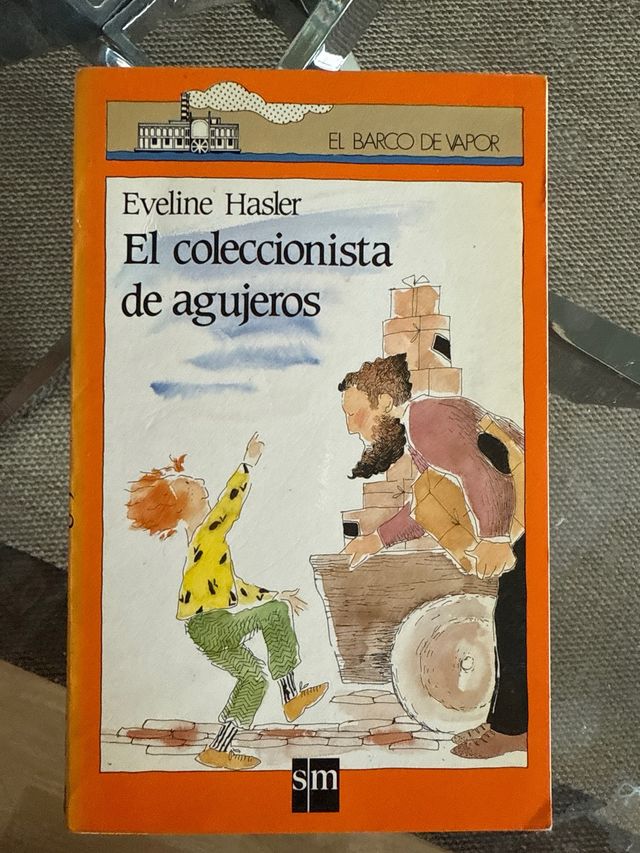 EL BARCO DE VAPOR
Eveline Hasler
El coleccionista
de agujeros
sm